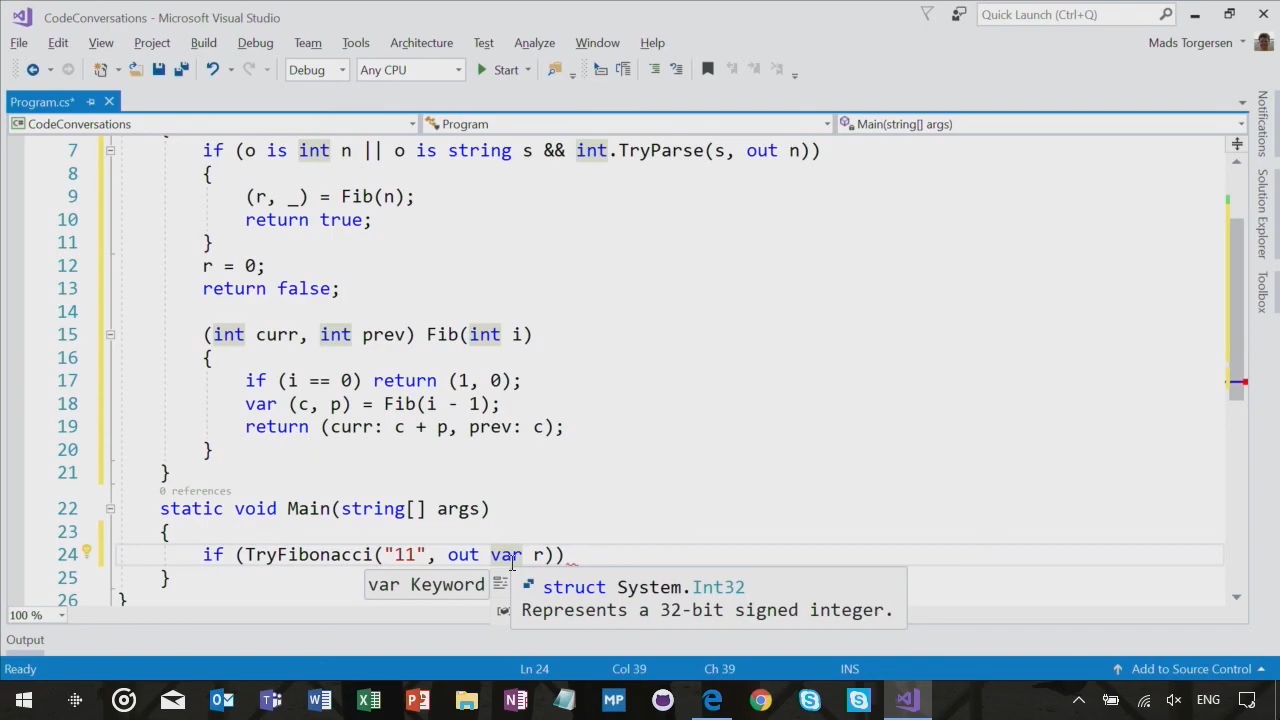 CodeConversations - Microsoft Visual Studio
Quick Launch (Ctrl+Q)
File Edit View Project Build Debug Team Tools Architecture Test Analyze Window Help
Mads Torgersen
Debug Any CPU Start
Program.cs*
CodeConversations Program Main(string[] args)
7 if (o is int n || o is string s && int.TryParse(s, out n))
8 {
9 (r, _) = Fib(n);
10 return true;
11 }
12 r = 0;
13 return false;
14
15 (int curr, int prev) Fib(int i)
16 {
17 if (i == 0) return (1, 0);
18 var (c, p) = Fib(i - 1);
19 return (curr: c + p, prev: c);
20 }
21 }
0 references
22 static void Main(string[] args)
23 {
24 if (TryFibonacci("11", out var r))
25 }
26 }
var Keyword
struct System.Int32
Represents a 32-bit signed integer.
100 %
Notifications
Solution Explorer
Toolbox
Output
Ready Ln 24 Col 39 Ch 39 INS Add to Source Control
MP
ENG